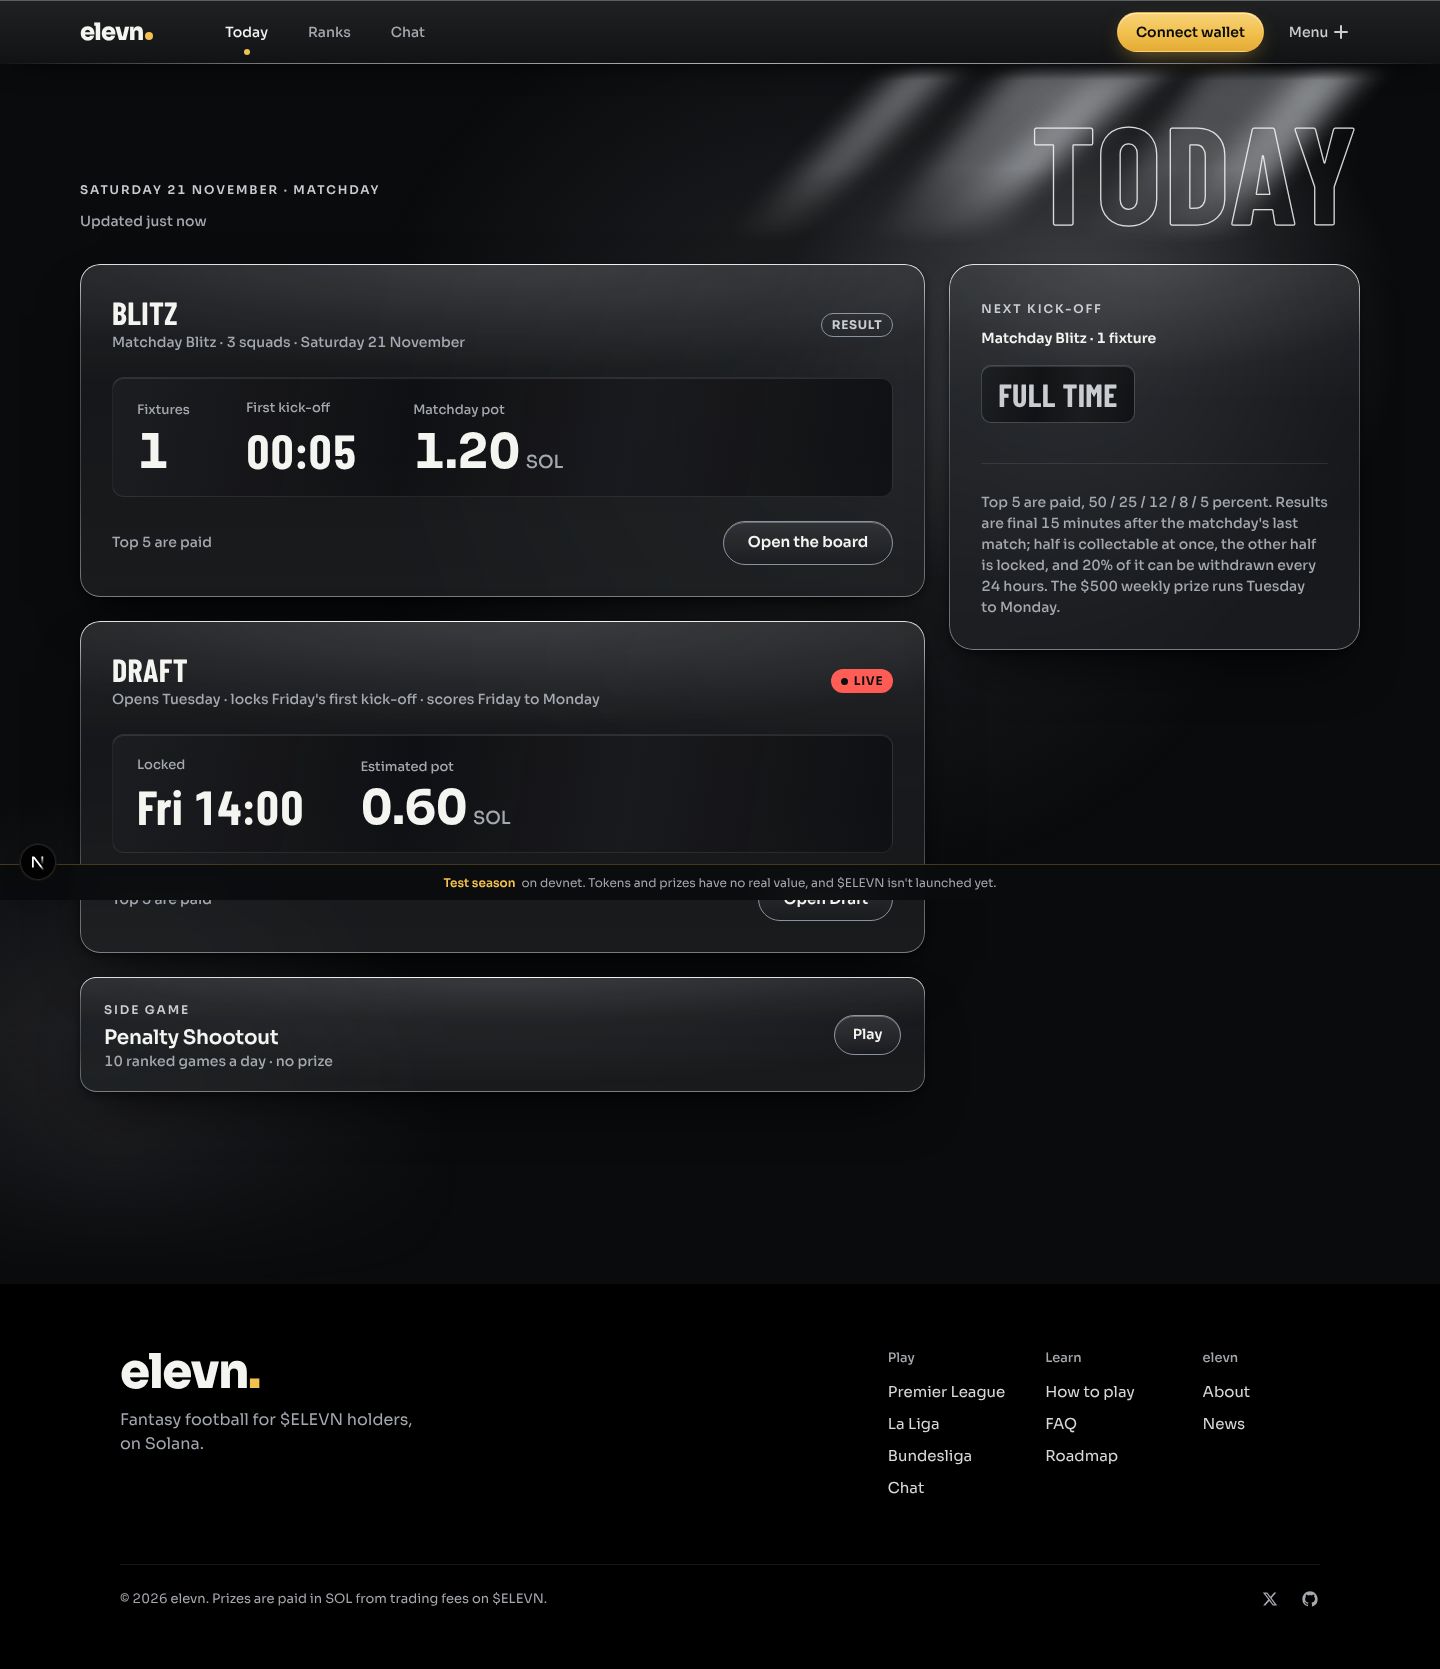 elevn.
Today Ranks Chat Connect wallet Menu
TODAY
SATURDAY 21 NOVEMBER · MATCHDAY
Updated just now
BLITZ
Matchday Blitz · 3 squads · Saturday 21 November
RESULT
Fixtures First kick-off Matchday pot
1 00:05 1.20 SOL
Top 5 are paid Open the board
NEXT KICK-OFF
Matchday Blitz · 1 fixture
FULL TIME
Top 5 are paid, 50 / 25 / 12 / 8 / 5 percent. Results
are final 15 minutes after the matchday's last
match; half is collectable at once, the other half
is locked, and 20% of it can be withdrawn every
24 hours. The $500 weekly prize runs Tuesday
to Monday.
DRAFT
Opens Tuesday · locks Friday's first kick-off · scores Friday to Monday
LIVE
Locked Estimated pot
Fri 14:00 0.60 SOL
N
Test season on devnet. Tokens and prizes have no real value, and $ELEVN isn't launched yet.
Top 5 are paid Open Draft
SIDE GAME
Penalty Shootout
10 ranked games a day · no prize
Play
elevn.
Fantasy football for $ELEVN holders,
on Solana.
Play Learn elevn
Premier League How to play About
La Liga FAQ News
Bundesliga Roadmap
Chat
© 2026 elevn. Prizes are paid in SOL from trading fees on $ELEVN.